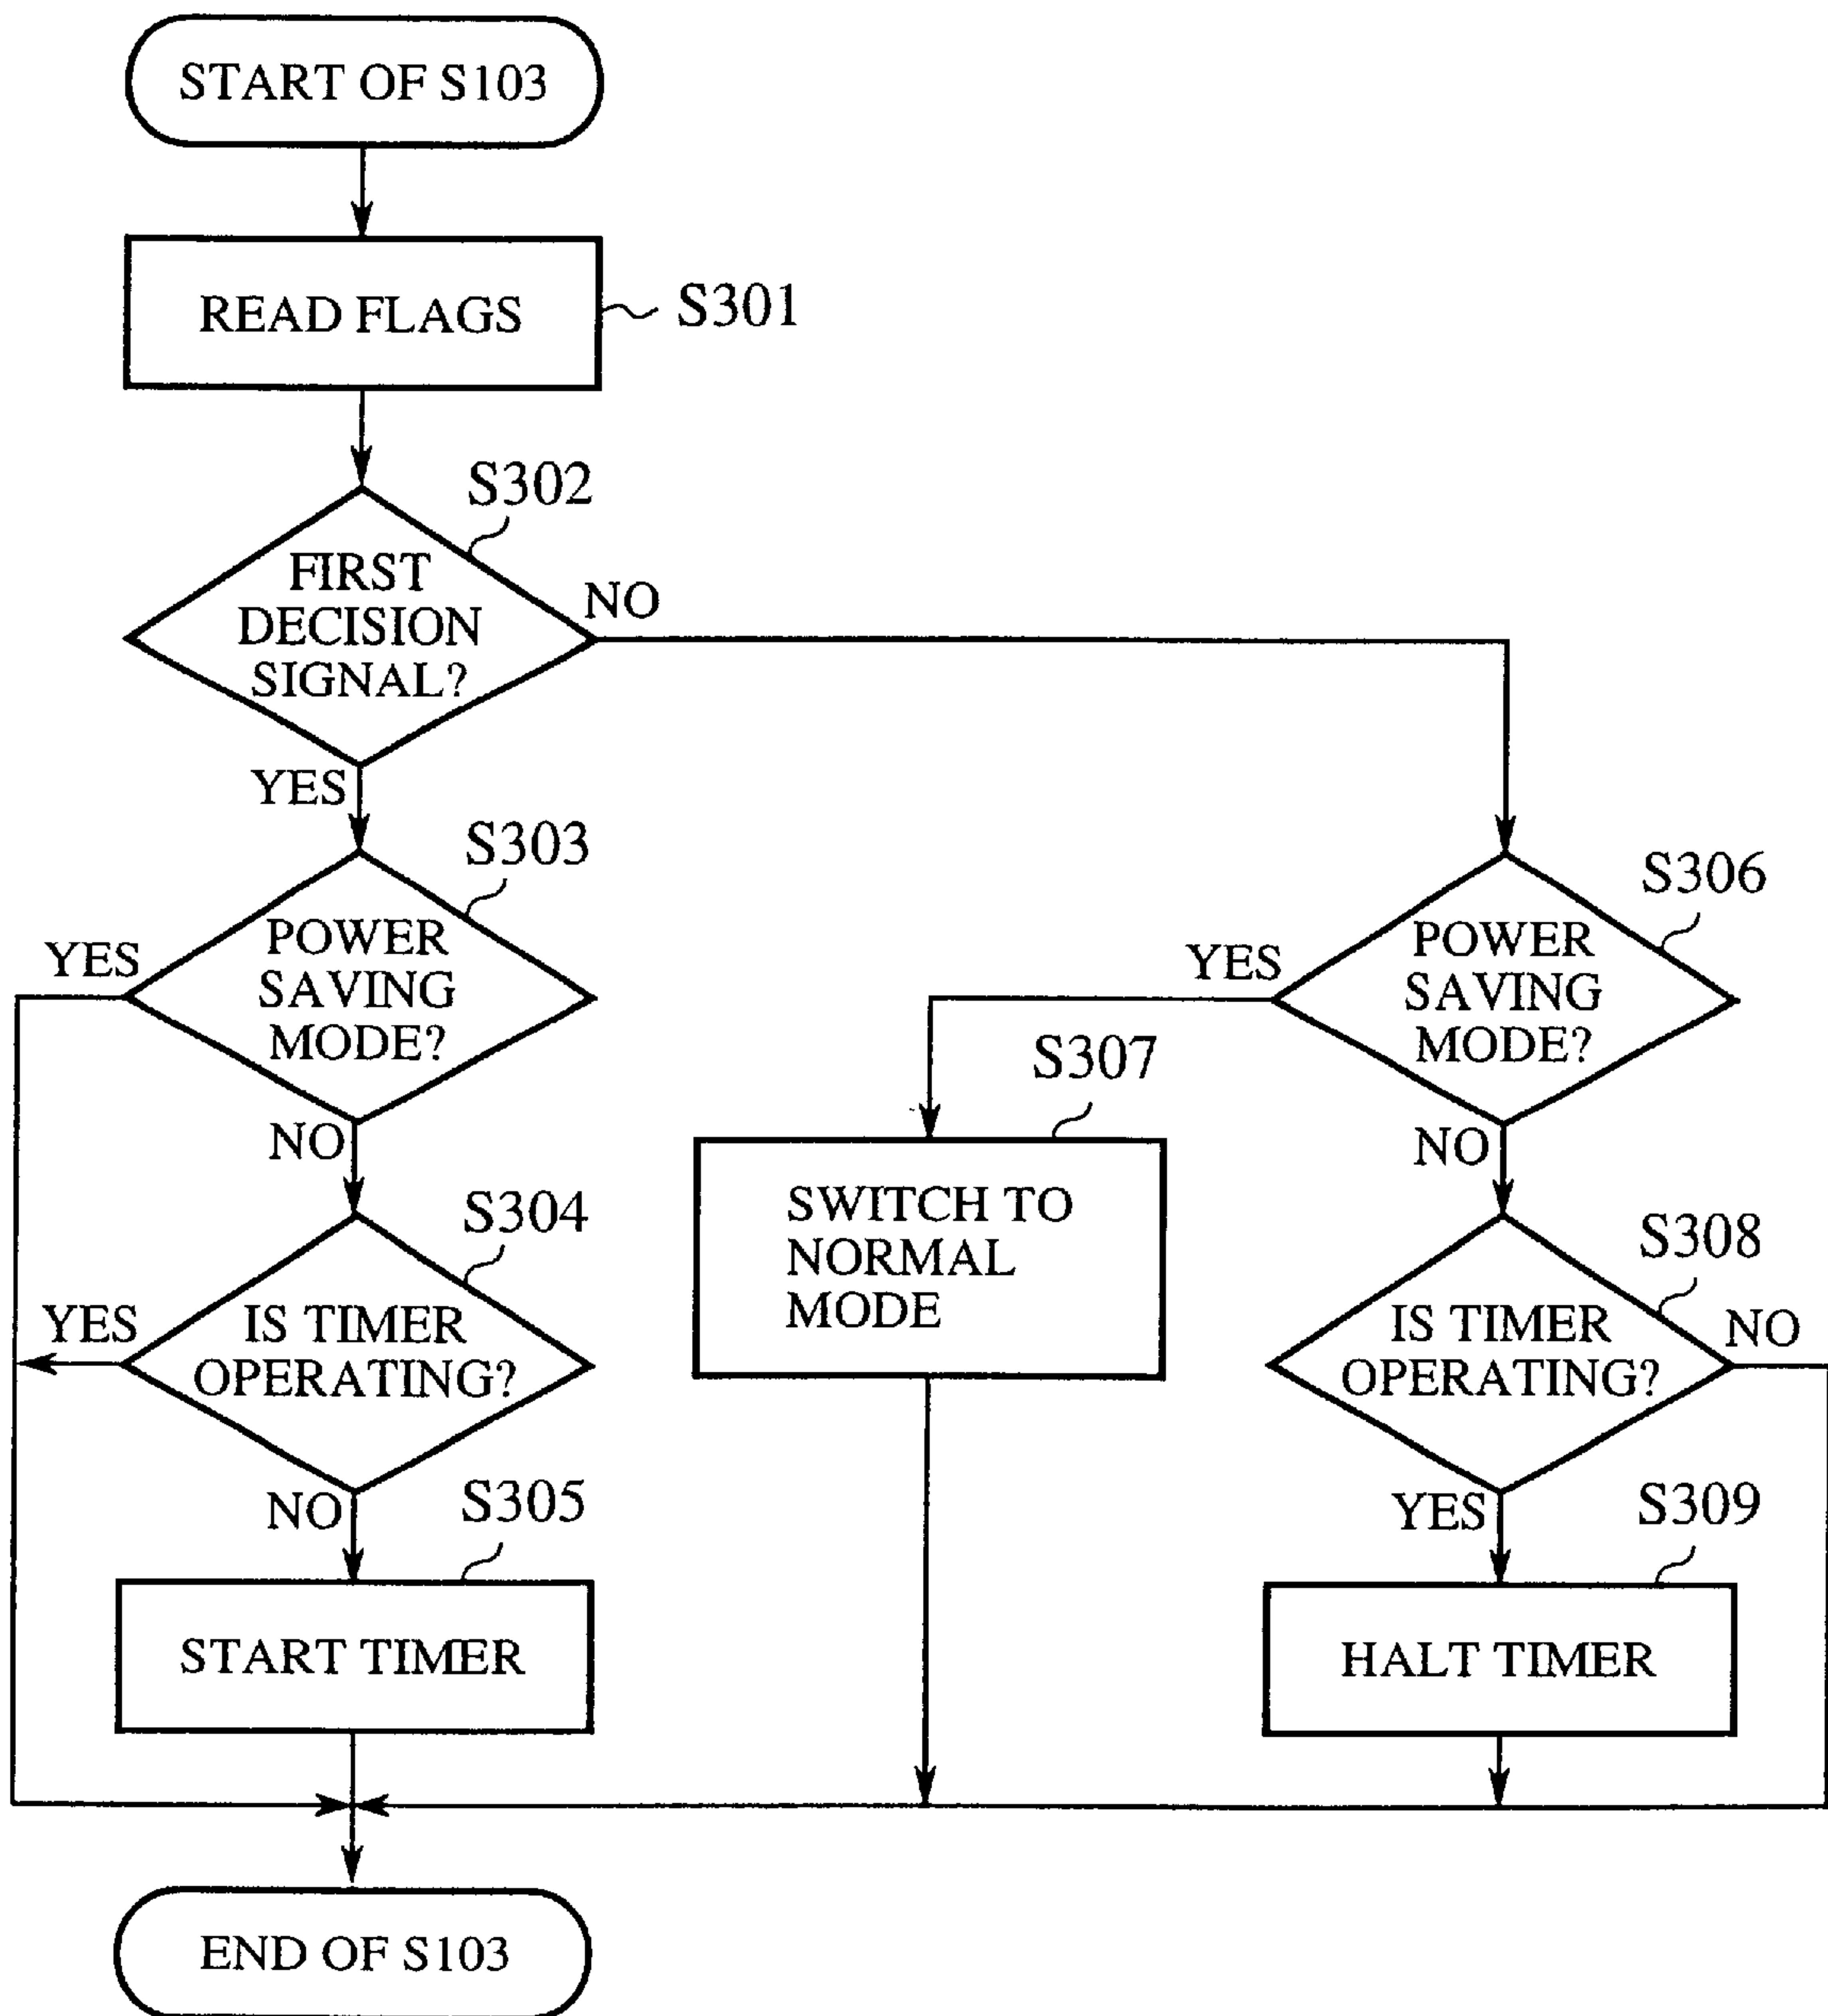 START OF S103
READ FLAGS
S301
S302
FIRST
DECISION
SIGNAL?
NO
YES
S303
POWER
SAVING
MODE?
YES
NO
S304
IS TIMER
OPERATING?
YES
NO
S305
START TIMER
S306
POWER
SAVING
MODE?
YES
NO
S307
SWITCH TO
NORMAL
MODE
S308
IS TIMER
OPERATING?
NO
YES
S309
HALT TIMER
END OF S103